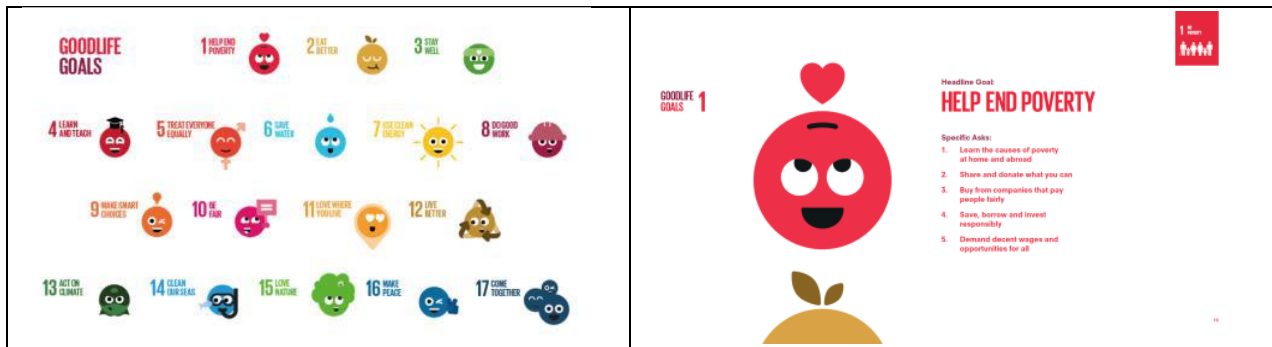 GOODLIFE
GOALS
1 HELP END
POVERTY
2 EAT
BETTER
3 STAY
WELL
4 LEARN
AND TEACH
5 TREAT EVERYONE
EQUALLY
6 SAVE
WATER
7 USE CLEAN
ENERGY
8 DO GOOD
WORK
9 MAKE SMART
CHOICES
10 BE
FAIR
11 LOVE WHERE
YOU LIVE
12 LIVE
BETTER
13 ACT ON
CLIMATE
14 CLEAN
OUR SEAS
15 LOVE
NATURE
16 MAKE
PEACE
17 COME
TOGETHER
1 NO
POVERTY
GOODLIFE
GOALS 1
Headline Goal:
HELP END POVERTY
Specific Asks:
1. Learn the causes of poverty
at home and abroad
2. Share and donate what you can
3. Buy from companies that pay
people fairly
4. Save, borrow and invest
responsibly
5. Demand decent wages and
opportunities for all